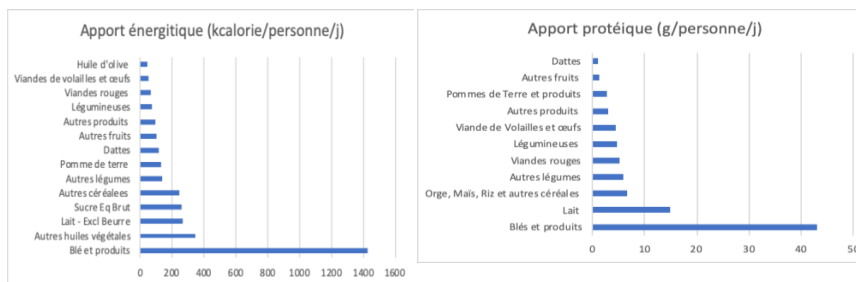 Apport énergitique (kcalorie/personne/j)
Huile d'olive
Viandes de volailles et œufs
Viandes rouges
Légumineuses
Autres produits
Autres fruits
Dattes
Pomme de terre
Autres légumes
Autres céréalees
Sucre Eq Brut
Lait - Excl Beurre
Autres huiles végétales
Blé et produits
0 200 400 600 800 1000 1200 1400 1600
Apport protéique (g/personne/j)
Dattes
Autres fruits
Pommes de Terre et produits
Autres produits
Viande de Volailles et œufs
Légumineuses
Viandes rouges
Autres légumes
Orge, Maïs, Riz et autres céréales
Lait
Blés et produits
0 10 20 30 40 50